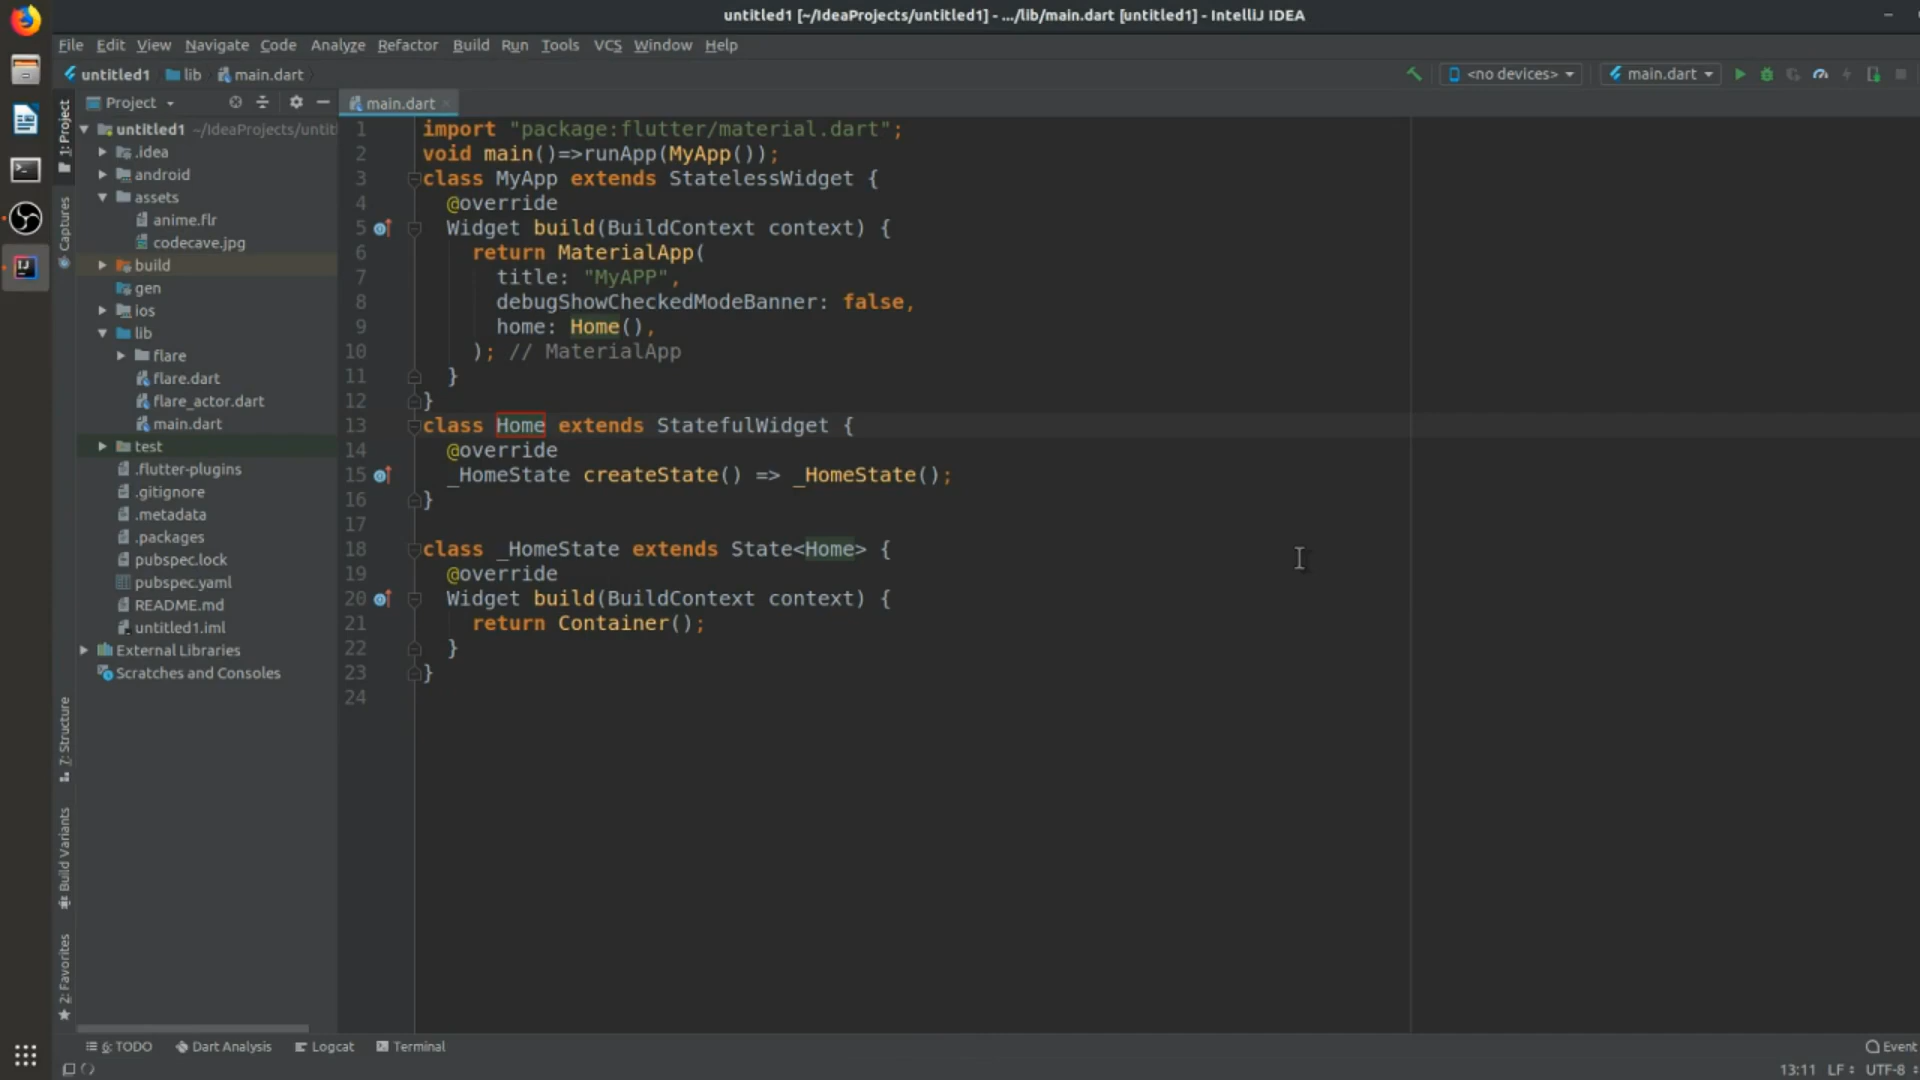 untitled1 [~/IdeaProjects/untitled1] - .../lib/main.dart [untitled1] - IntelliJ IDEA
File Edit View Navigate Code Analyze Refactor Build Run Tools VCS Window Help
untitled1 lib main.dart <no devices> main.dart
1: Project
Captures
7: Structure
Build Variants
2: Favorites
Project
untitled1 ~/IdeaProjects/untit
.idea
android
assets
anime.flr
codecave.jpg
build
gen
ios
lib
flare
flare.dart
flare_actor.dart
main.dart
test
.flutter-plugins
.gitignore
.metadata
.packages
pubspec.lock
pubspec.yaml
README.md
untitled1.iml
External Libraries
Scratches and Consoles
main.dart
1 import "package:flutter/material.dart";
2 void main()=>runApp(MyApp());
3 class MyApp extends StatelessWidget {
4 @override
5 Widget build(BuildContext context) {
6 return MaterialApp(
7 title: "MyAPP",
8 debugShowCheckedModeBanner: false,
9 home: Home(),
10 ); // MaterialApp
11 }
12 }
13 class Home extends StatefulWidget {
14 @override
15 _HomeState createState() => _HomeState();
16 }
17
18 class _HomeState extends State<Home> {
19 @override
20 Widget build(BuildContext context) {
21 return Container();
22 }
23 }
24
6: TODO Dart Analysis Logcat Terminal Event
13:11 LF UTF-8